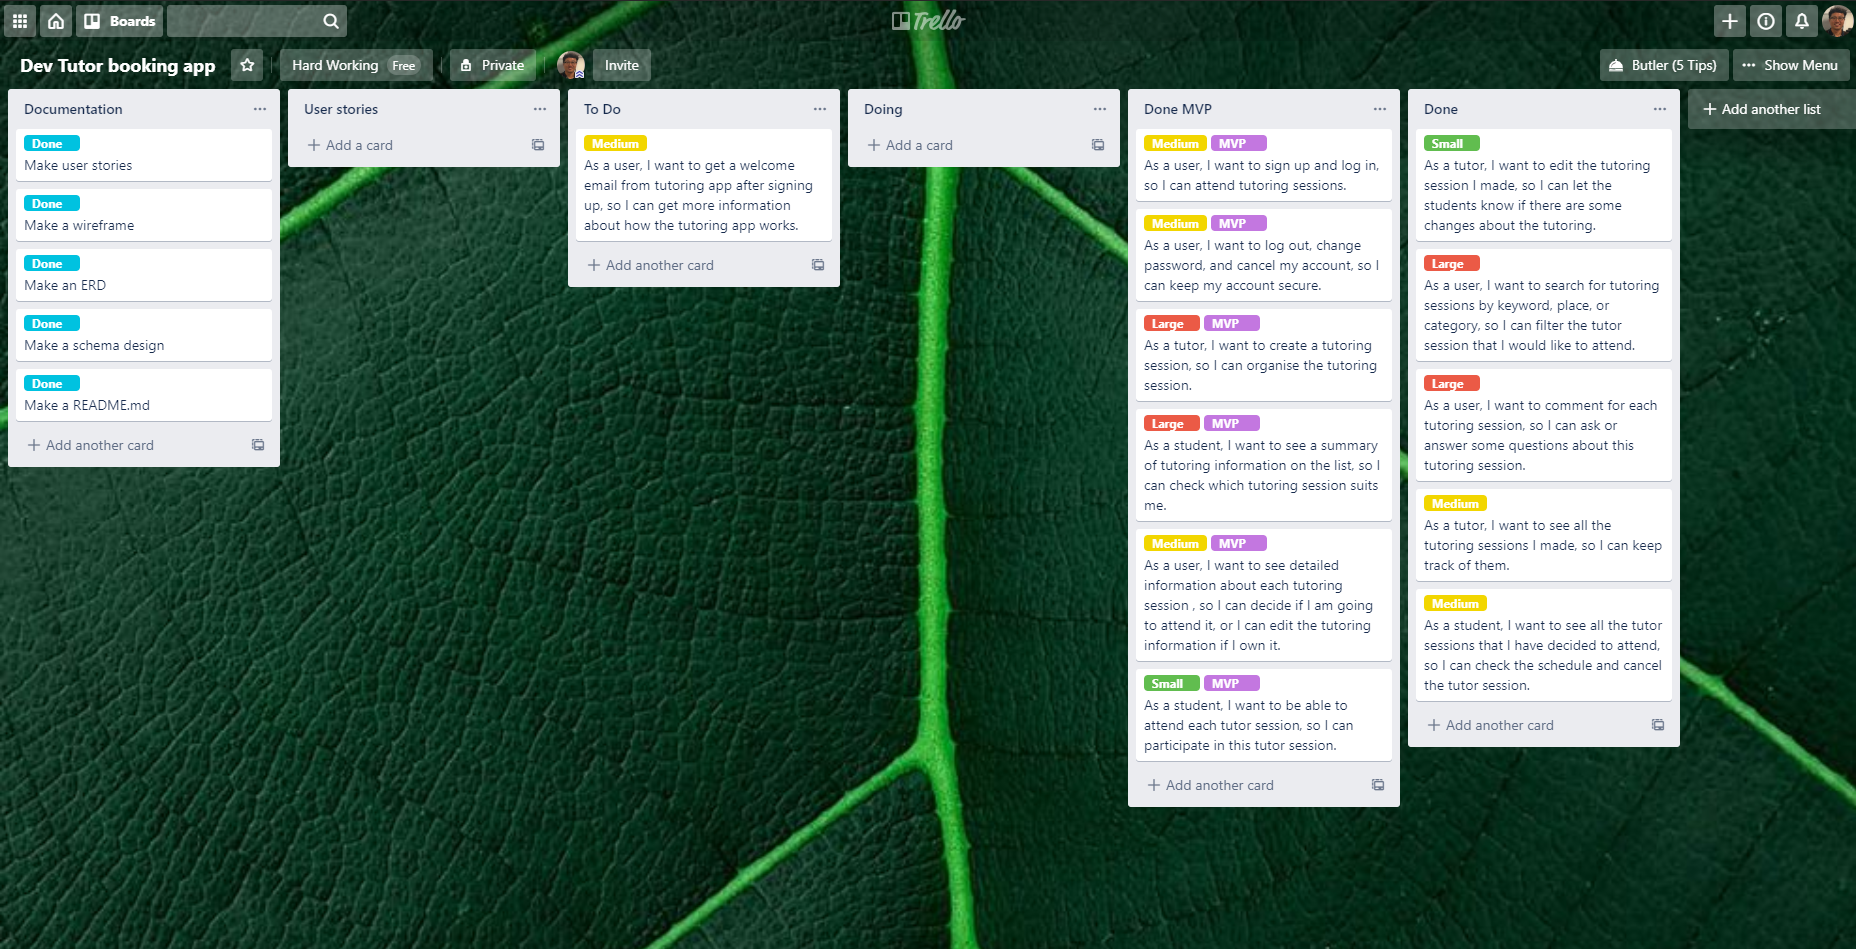 Boards
Trello
Dev Tutor booking app
Hard Working Free
Private
Invite
Butler (5 Tips)
Show Menu
Documentation
Done
Make user stories
Done
Make a wireframe
Done
Make an ERD
Done
Make a schema design
Done
Make a README.md
Add another card
User stories
Add a card
To Do
Medium
As a user, I want to get a welcome
email from tutoring app after signing
up, so I can get more information
about how the tutoring app works.
Add another card
Doing
Add a card
Done MVP
Medium MVP
As a user, I want to sign up and log in,
so I can attend tutoring sessions.
Medium MVP
As a user, I want to log out, change
password, and cancel my account, so I
can keep my account secure.
Large MVP
As a tutor, I want to create a tutoring
session, so I can organise the tutoring
session.
Large MVP
As a student, I want to see a summary
of tutoring information on the list, so I
can check which tutoring session suits
me.
Medium MVP
As a user, I want to see detailed
information about each tutoring
session , so I can decide if I am going
to attend it, or I can edit the tutoring
information if I own it.
Small MVP
As a student, I want to be able to
attend each tutor session, so I can
participate in this tutor session.
Add another card
Done
Small
As a tutor, I want to edit the tutoring
session I made, so I can let the
students know if there are some
changes about the tutoring.
Large
As a user, I want to search for tutoring
sessions by keyword, place, or
category, so I can filter the tutor
session that I would like to attend.
Large
As a user, I want to comment for each
tutoring session, so I can ask or
answer some questions about this
tutoring session.
Medium
As a tutor, I want to see all the
tutoring sessions I made, so I can keep
track of them.
Medium
As a student, I want to see all the tutor
sessions that I have decided to attend,
so I can check the schedule and cancel
the tutor session.
Add another card
Add another list